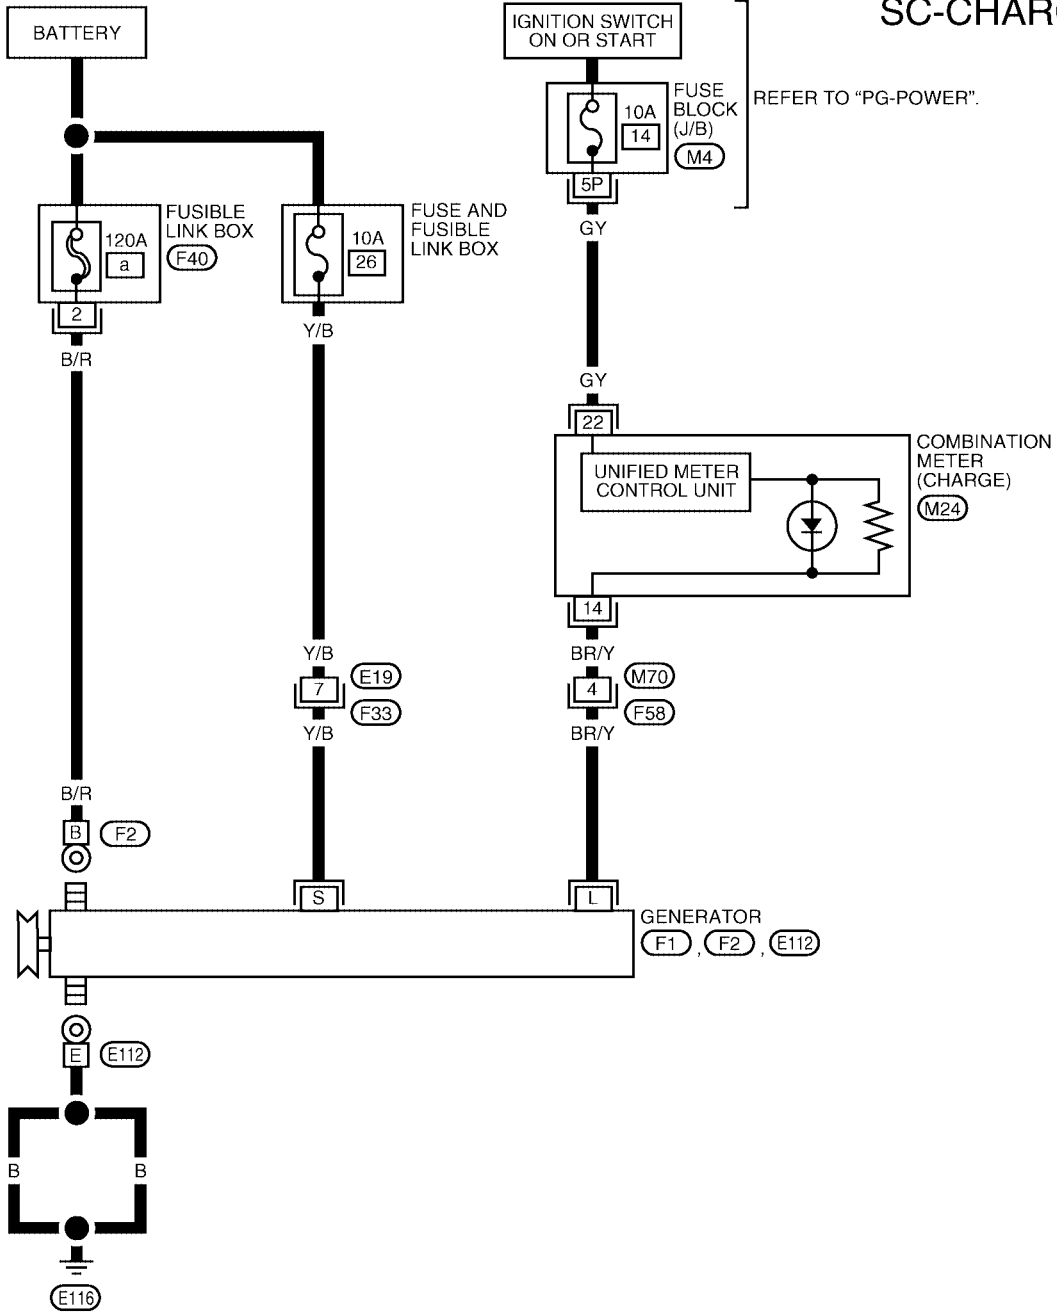 SC-CHAR
BATTERY
IGNITION SWITCH
ON OR START
REFER TO “PG-POWER”.
10A
14
FUSE
BLOCK
(J/B)
M4
5P
GY
120A
a
FUSIBLE
LINK BOX
F40
2
B/R
10A
26
FUSE AND
FUSIBLE
LINK BOX
Y/B
GY
22
UNIFIED METER
CONTROL UNIT
COMBINATION
METER
(CHARGE)
M24
14
Y/B
7
E19
F33
Y/B
BR/Y
4
M70
F58
BR/Y
B/R
B
F2
S
L
GENERATOR
F1 , F2 , E112
E
E112
B
B
E116